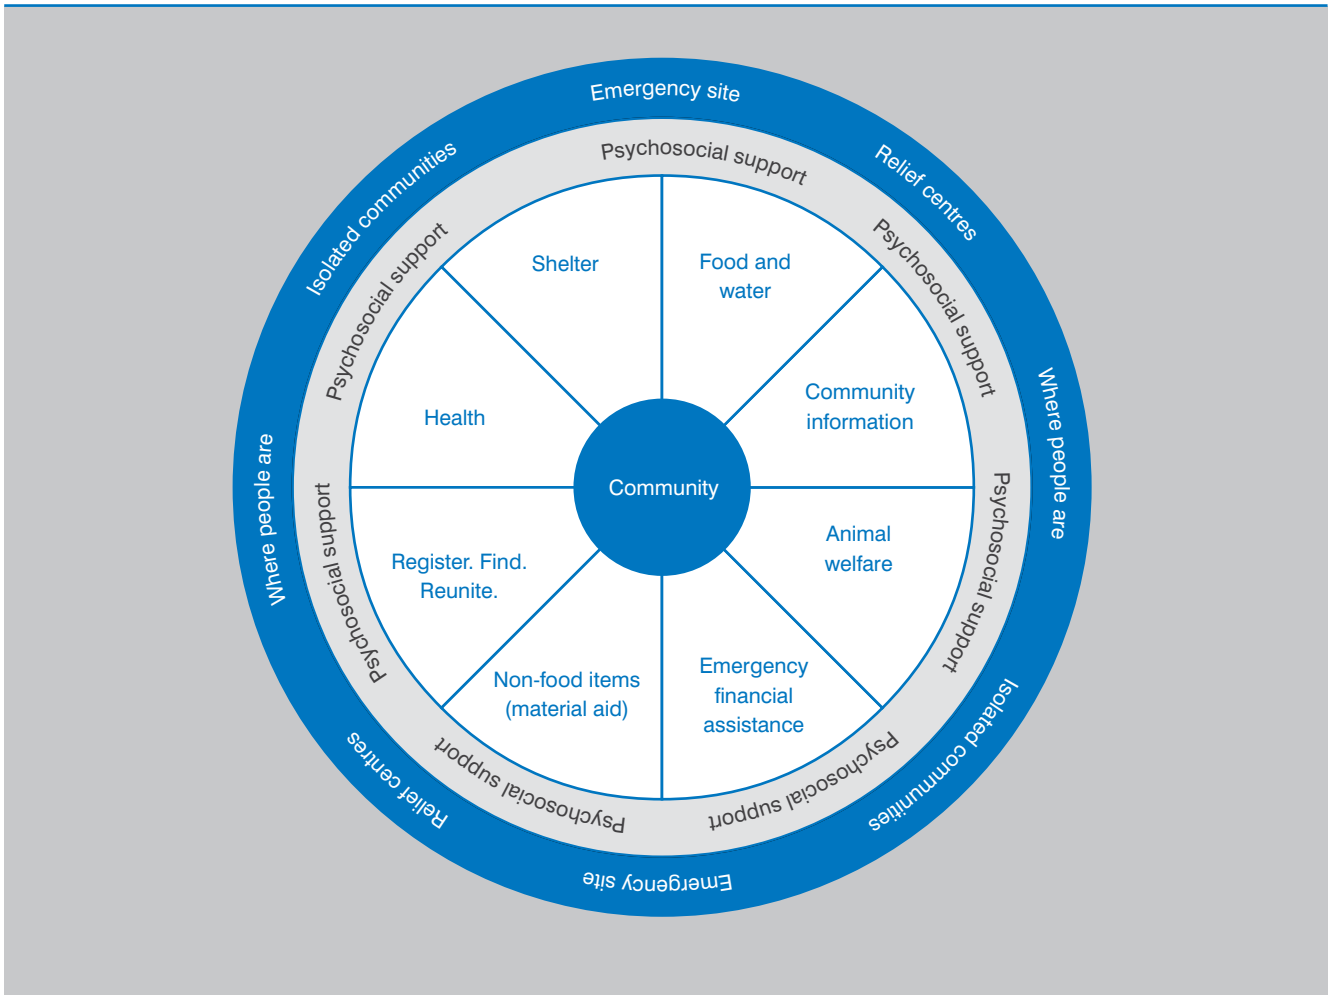 Emergency site
Relief centres
Where people are
Isolated communities
Emergency site
Relief centres
Where people are
Isolated communities
Psychosocial support
Psychosocial support
Psychosocial support
Psychosocial support
Psychosocial support
Psychosocial support
Psychosocial support
Shelter
Food and
water
Community
information
Animal
welfare
Emergency
financial
assistance
Non-food items
(material aid)
Register. Find.
Reunite.
Health
Community